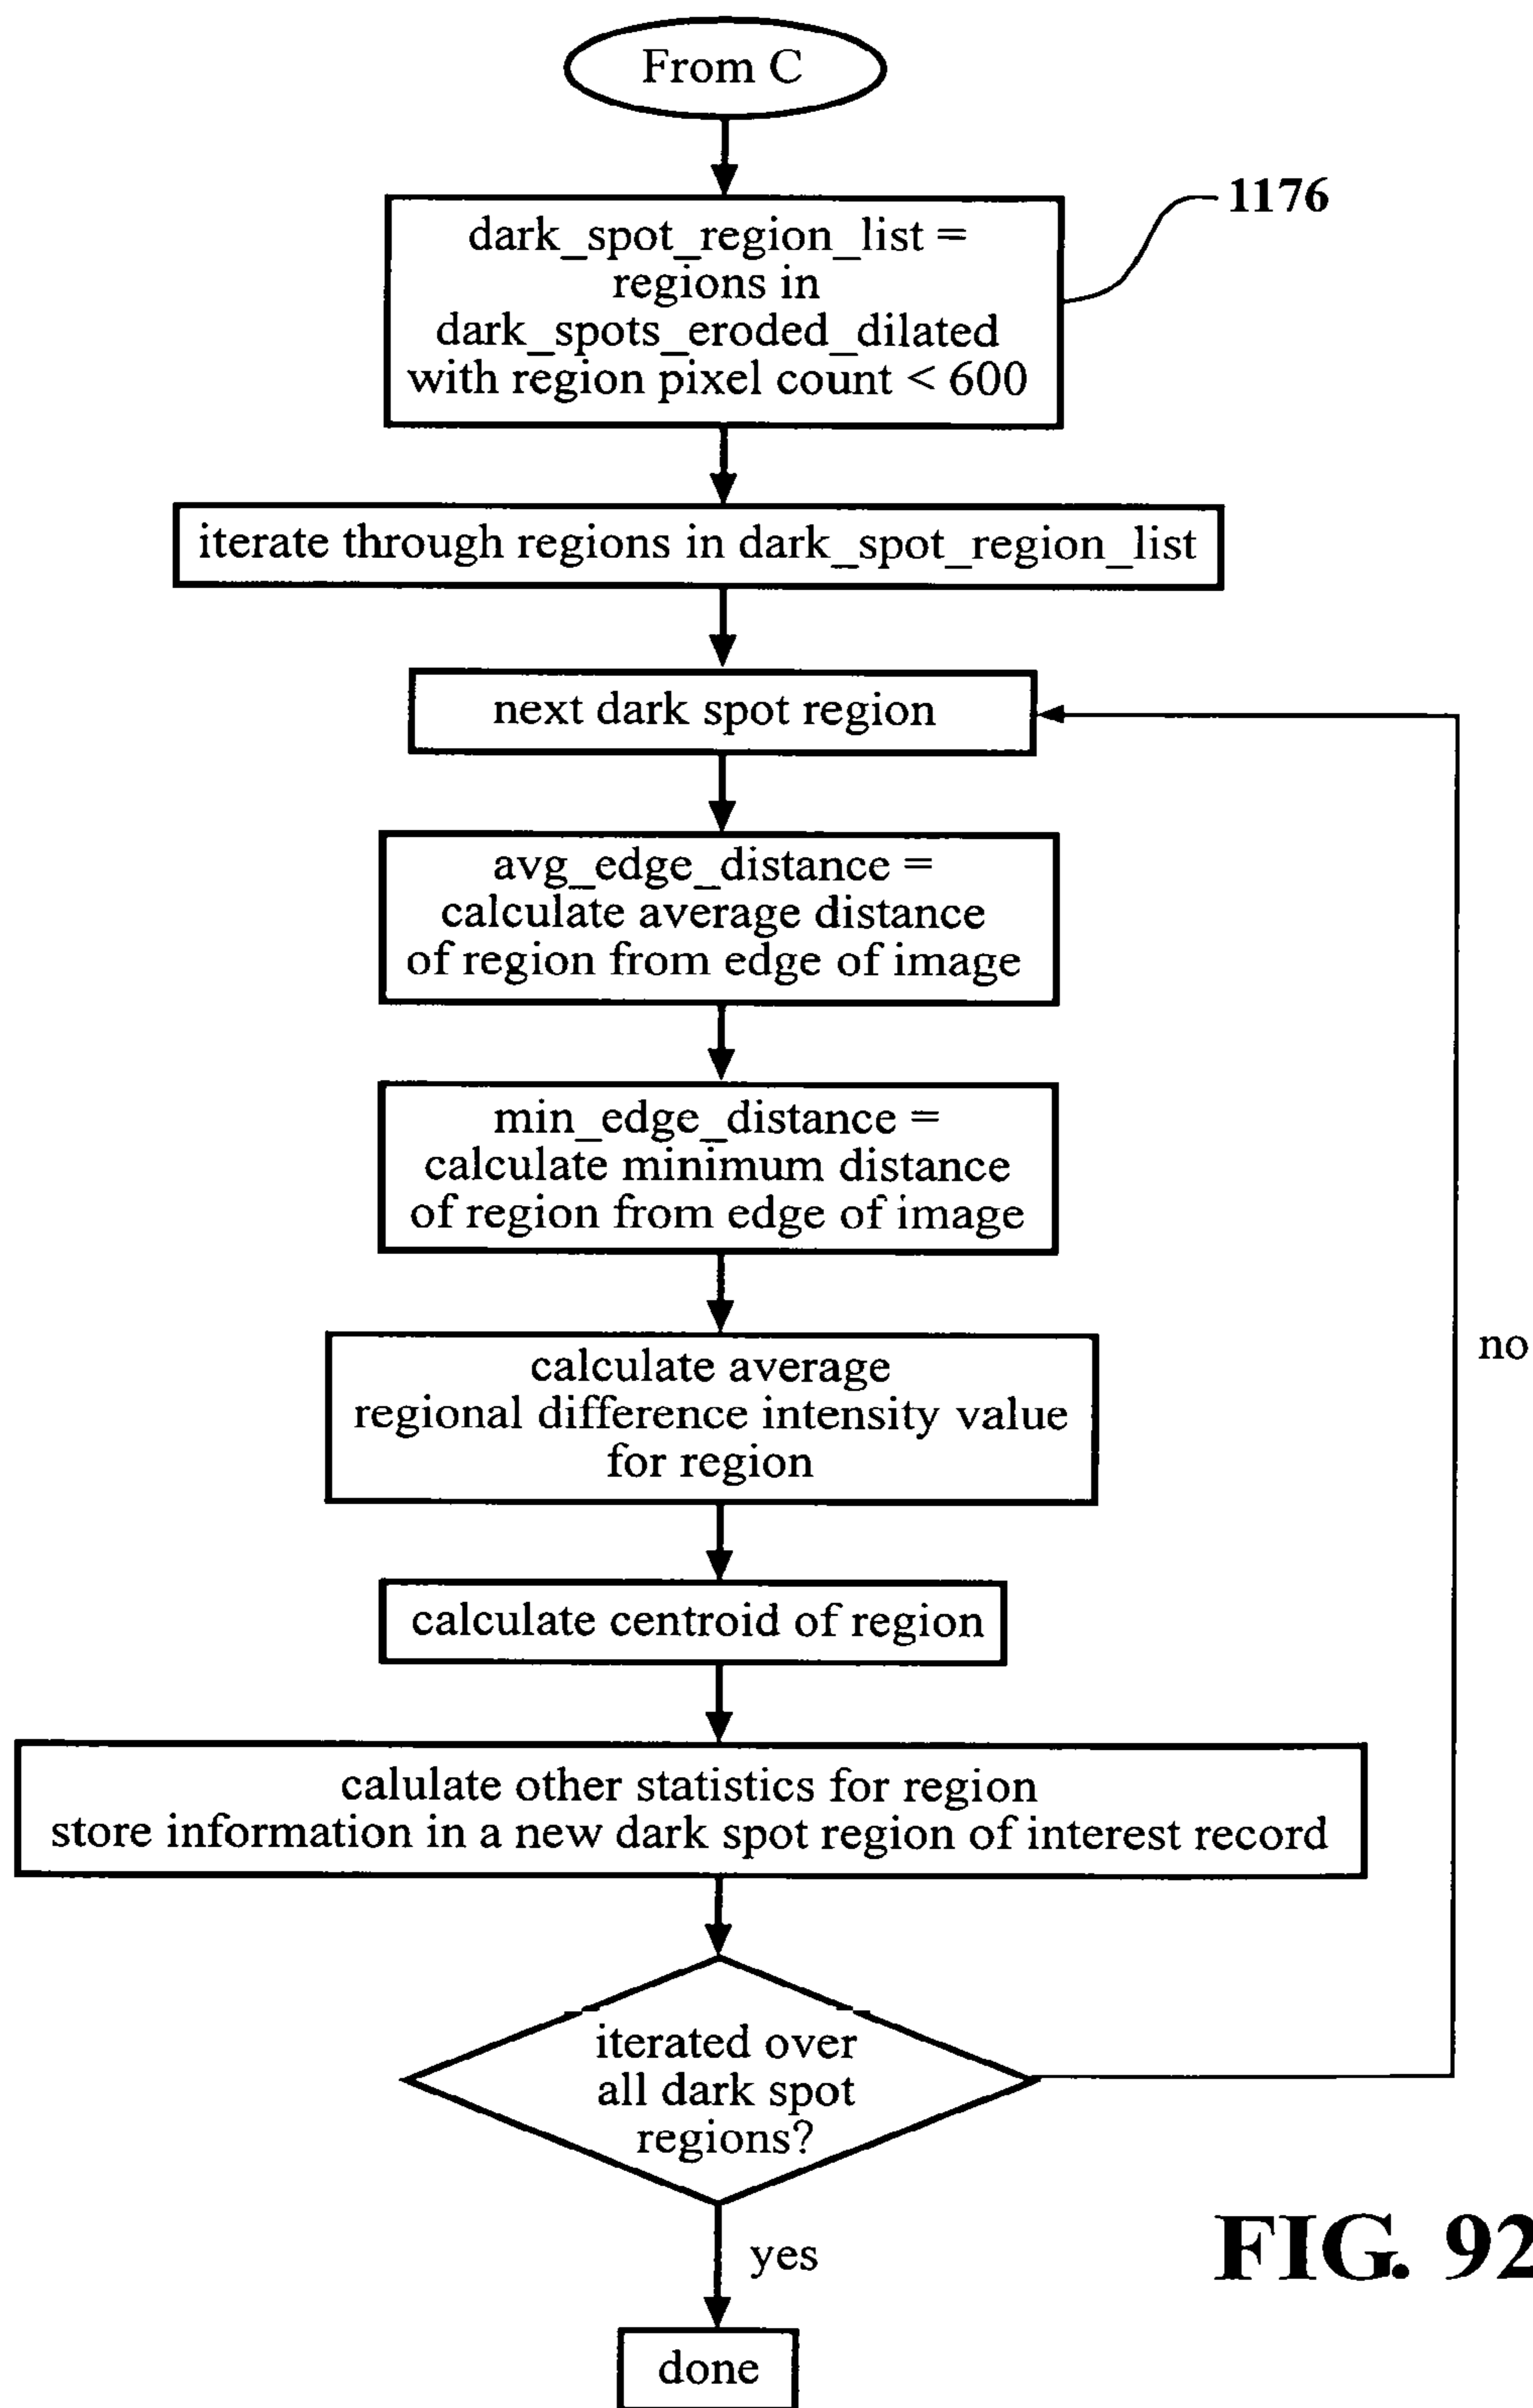 From C
1176
dark_spot_region_list =
regions in
dark_spots_eroded_dilated
with region pixel count < 600
iterate through regions in dark_spot_region_list
next dark spot region
avg_edge_distance =
calculate average distance
of region from edge of image
min_edge_distance =
calculate minimum distance
of region from edge of image
no
calculate average
regional difference intensity value
for region
calculate centroid of region
calulate other statistics for region
store information in a new dark spot region of interest record
iterated over
all dark spot
regions?
yes
FIG. 92
done